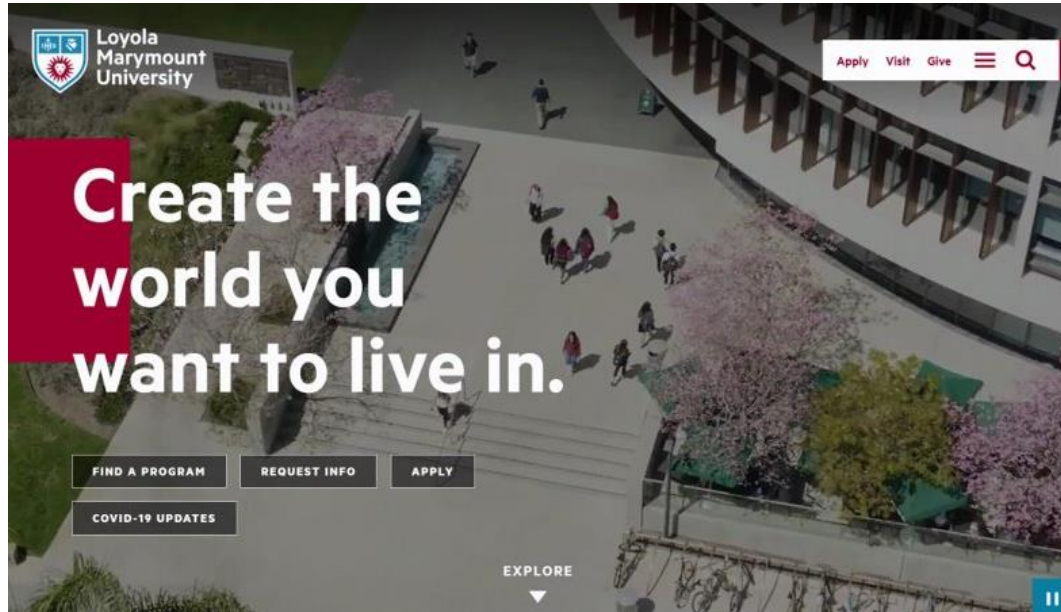 Loyola
Marymount
University
Apply Visit Give
Create the
world you
want to live in.
FIND A PROGRAM REQUEST INFO APPLY
COVID-19 UPDATES
EXPLORE